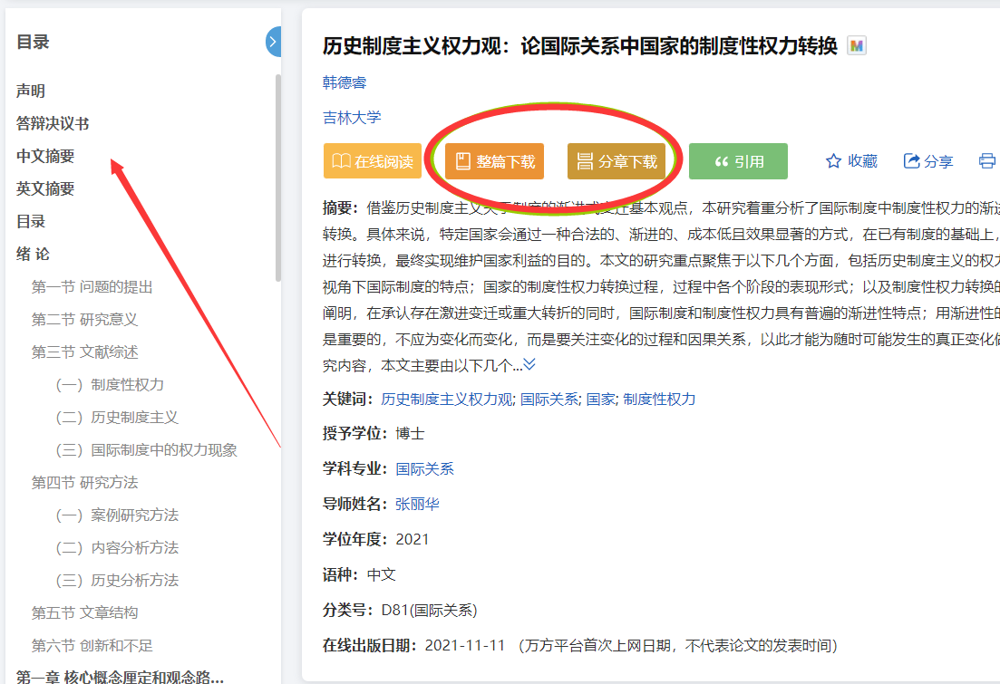 目录
声明
答辩决议书
中文摘要
英文摘要
目录
绪 论
第一节 问题的提出
第二节 研究意义
第三节 文献综述
（一）制度性权力
（二）历史制度主义
（三）国际制度中的权力现象
第四节 研究方法
（一）案例研究方法
（二）内容分析方法
（三）历史分析方法
第五节 文章结构
第六节 创新和不足
第一章 核心概念厘定和观念路...
历史制度主义权力观：论国际关系中国家的制度性权力转换 M
韩德睿
吉林大学
在线阅读 整篇下载 分章下载 引用 收藏 分享
摘要：借鉴历史制度主义关于制度的渐进式变迁基本观点，本研究着重分析了国际制度中制度性权力的渐进
转换。具体来说，特定国家会通过一种合法的、渐进的、成本低且效果显著的方式，在已有制度的基础上，
进行转换，最终实现维护国家利益的目的。本文的研究重点聚焦于以下几个方面，包括历史制度主义的权力
视角下国际制度的特点；国家的制度性权力转换过程，过程中各个阶段的表现形式；以及制度性权力转换的
阐明，在承认存在激进变迁或重大转折的同时，国际制度和制度性权力具有普遍的渐进性特点；用渐进性的
是重要的，不应为变化而变化，而是要关注变化的过程和因果关系，以此才能为随时可能发生的真正变化做
究内容，本文主要由以下几个...
关键词：历史制度主义权力观; 国际关系; 国家; 制度性权力
授予学位：博士
学科专业：国际关系
导师姓名：张丽华
学位年度：2021
语种：中文
分类号：D81(国际关系)
在线出版日期：2021-11-11 （万方平台首次上网日期，不代表论文的发表时间）